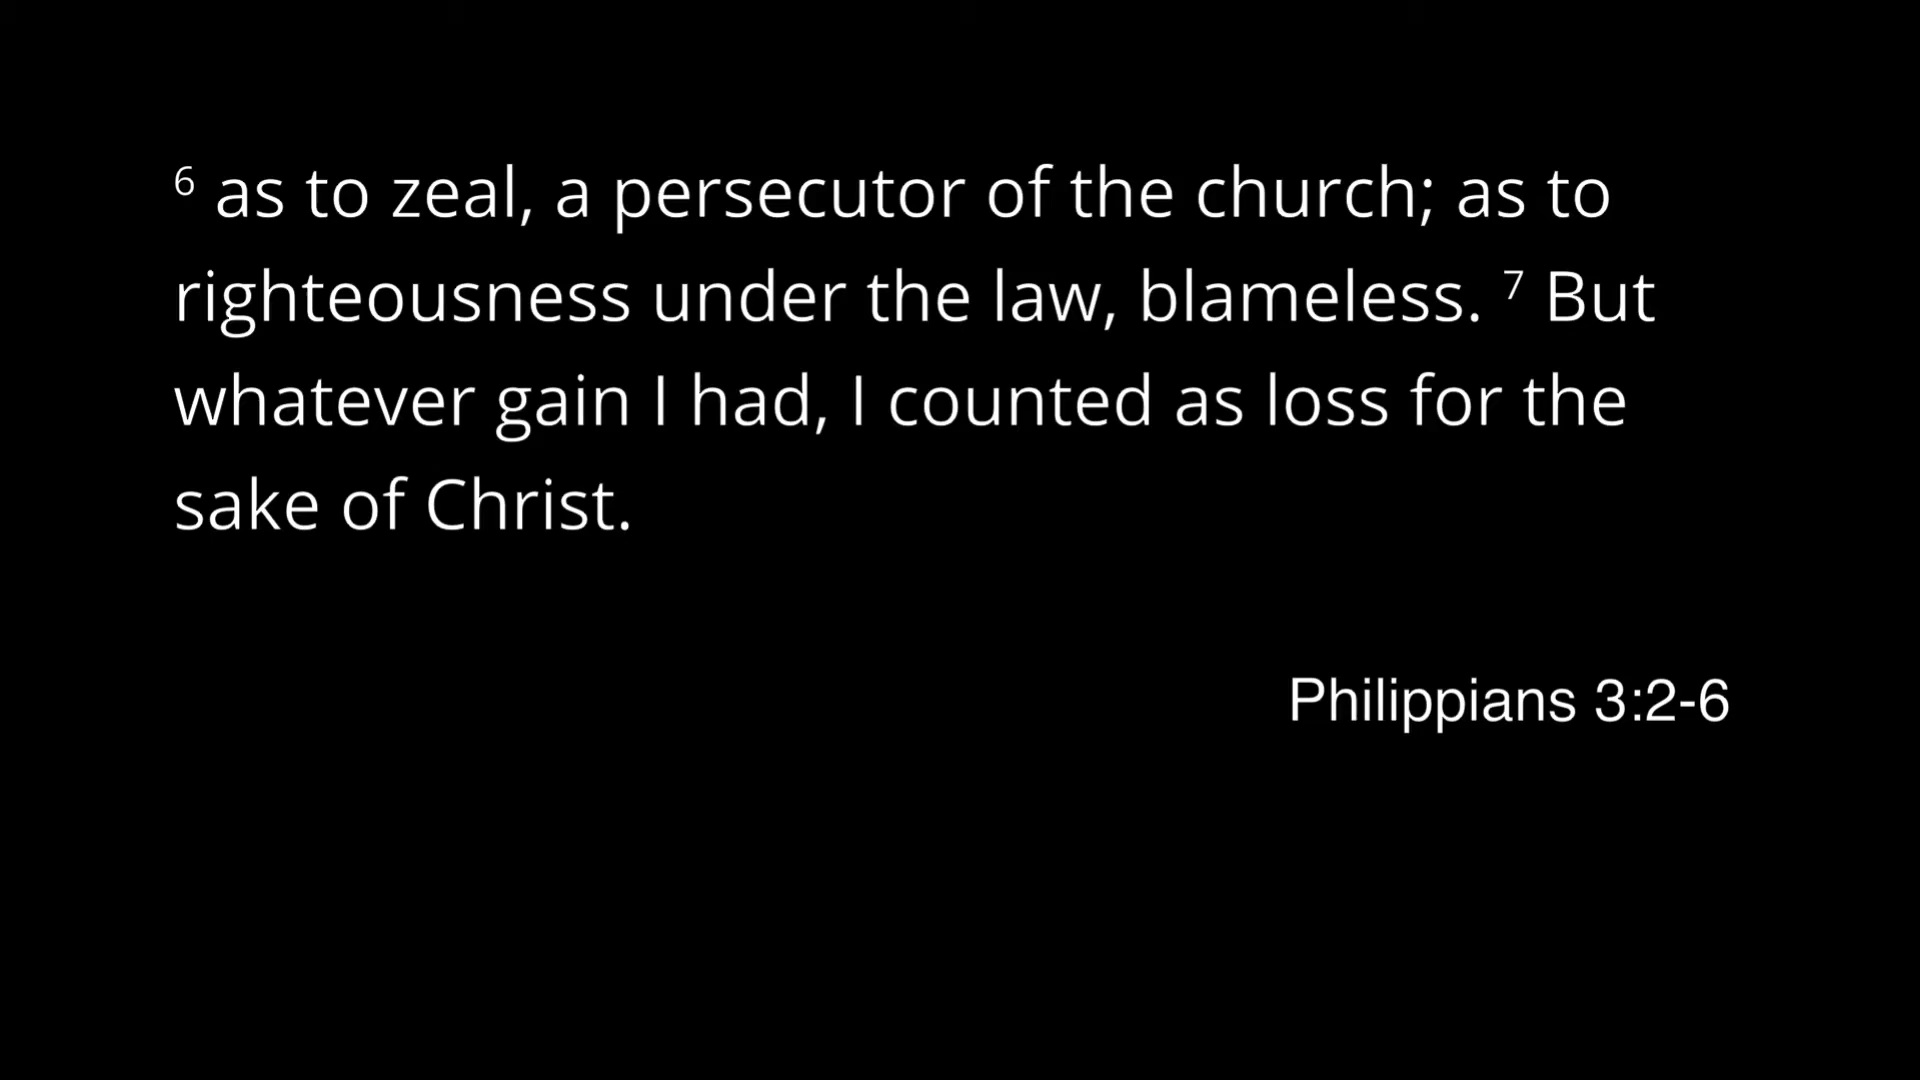 6 as to zeal, a persecutor of the church; as to
righteousness under the law, blameless. 7 But
whatever gain I had, I counted as loss for the
sake of Christ.
Philippians 3:2-6